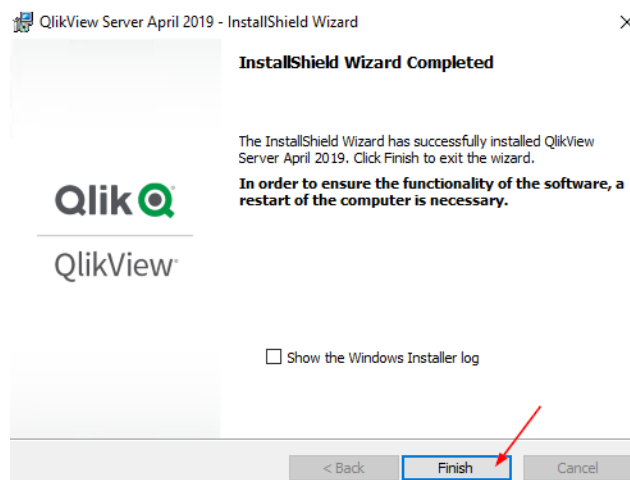 QlikView Server April 2019 - InstallShield Wizard
InstallShield Wizard Completed
The InstallShield Wizard has successfully installed QlikView
Server April 2019. Click Finish to exit the wizard.
In order to ensure the functionality of the software, a
restart of the computer is necessary.
Qlik
QlikView
Show the Windows Installer log
< Back
Finish
Cancel